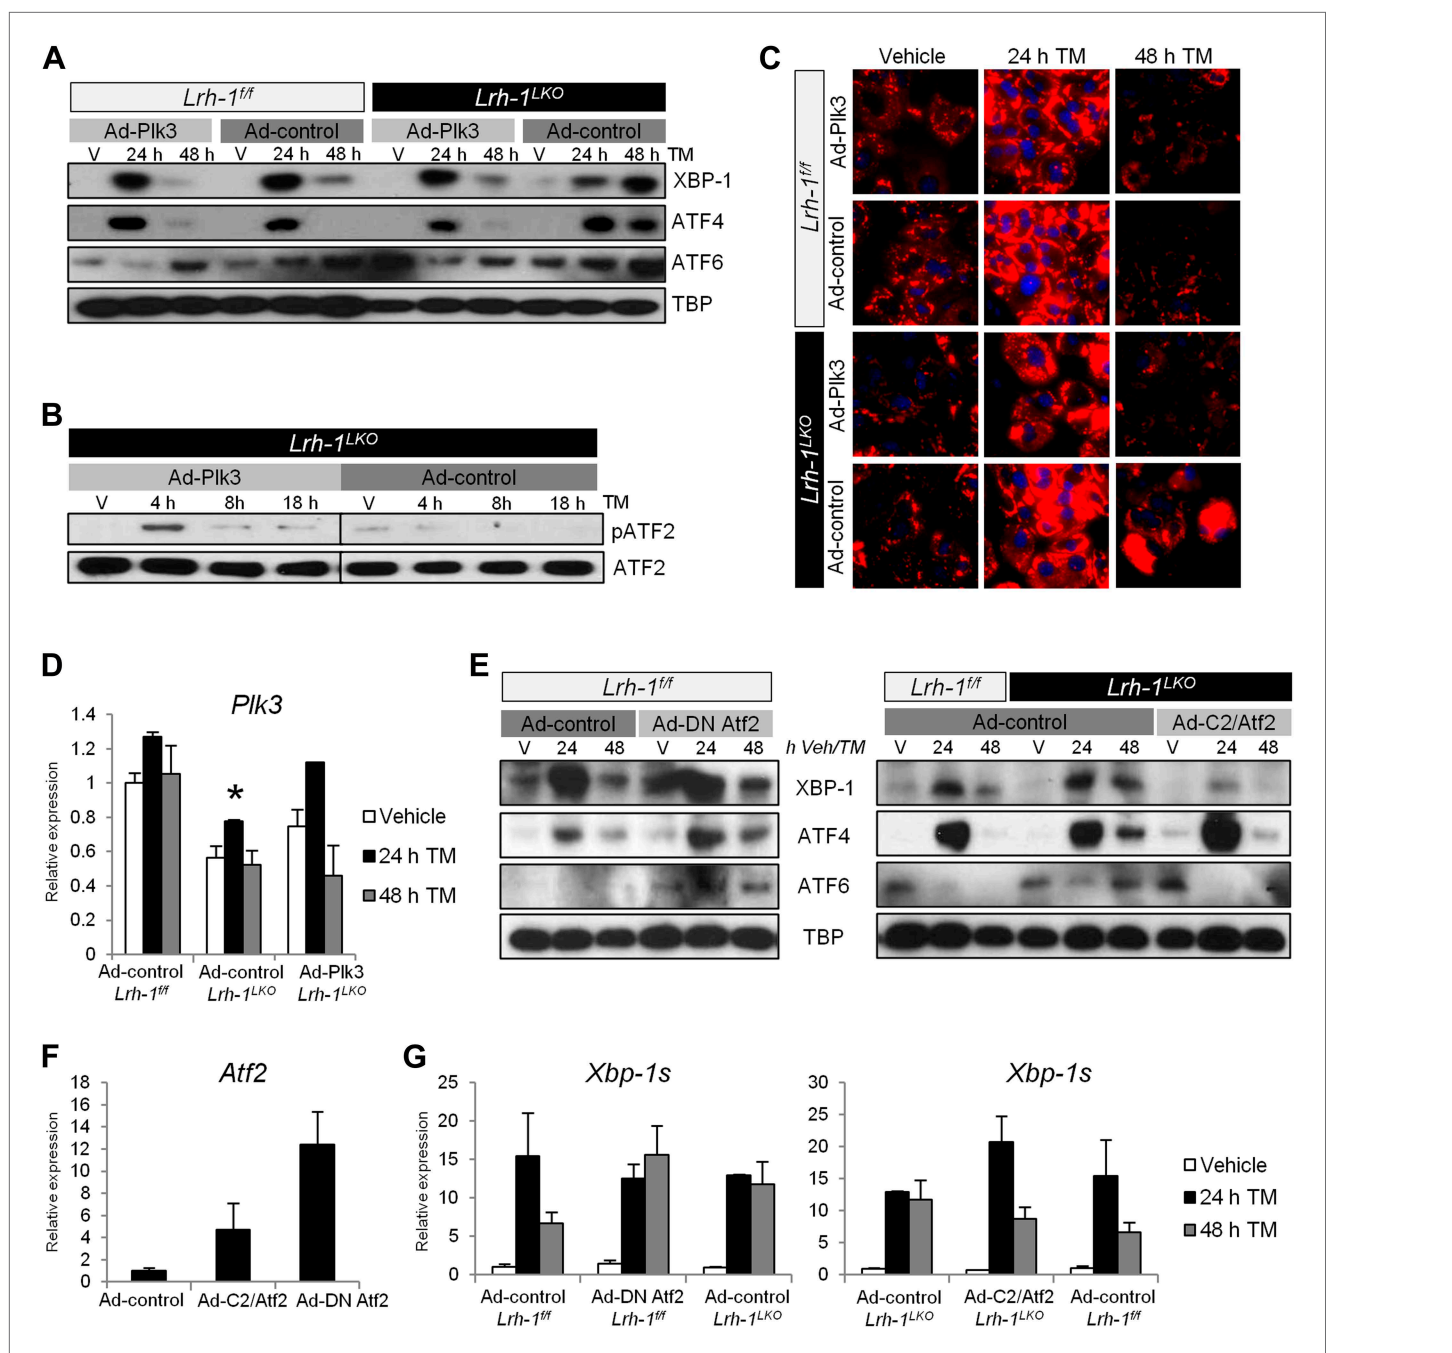 A
Lrh-1f/f
Lrh-1LKO
Ad-Plk3
Ad-control
Ad-Plk3
Ad-control
V 24 h 48 h V 24 h 48 h V 24 h 48 h V 24 h 48 h TM
XBP-1
ATF4
ATF6
TBP
B
Lrh-1LKO
Ad-Plk3
Ad-control
V 4 h 8h 18 h V 4 h 8h 18 h TM
pATF2
ATF2
C
Vehicle 24 h TM 48 h TM
Lrh-1f/f
Ad-Plk3
Ad-control
Lrh-1LKO
Ad-Plk3
Ad-control
D
Plk3
Relative expression
1.4
1.2
1
0.8
0.6
0.4
0.2
0
*
Vehicle
24 h TM
48 h TM
Ad-control Ad-control Ad-Plk3
Lrh-1f/f Lrh-1LKO Lrh-1LKO
E
Lrh-1f/f
Ad-control Ad-DN Atf2
V 24 48 V 24 48 h Veh/TM
Lrh-1f/f Lrh-1LKO
Ad-control Ad-C2/Atf2
V 24 48 V 24 48 V 24 48
XBP-1
ATF4
ATF6
TBP
F
Atf2
Relative expression
18
16
14
12
10
8
6
4
2
0
Ad-control Ad-C2/Atf2 Ad-DN Atf2
G
Xbp-1s
Relative expression
25
20
15
10
5
0
Ad-control Ad-DN Atf2 Ad-control
Lrh-1f/f Lrh-1f/f Lrh-1LKO
Xbp-1s
30
25
20
15
10
5
0
Ad-control Ad-C2/Atf2 Ad-control
Lrh-1LKO Lrh-1LKO Lrh-1f/f
Vehicle
24 h TM
48 h TM